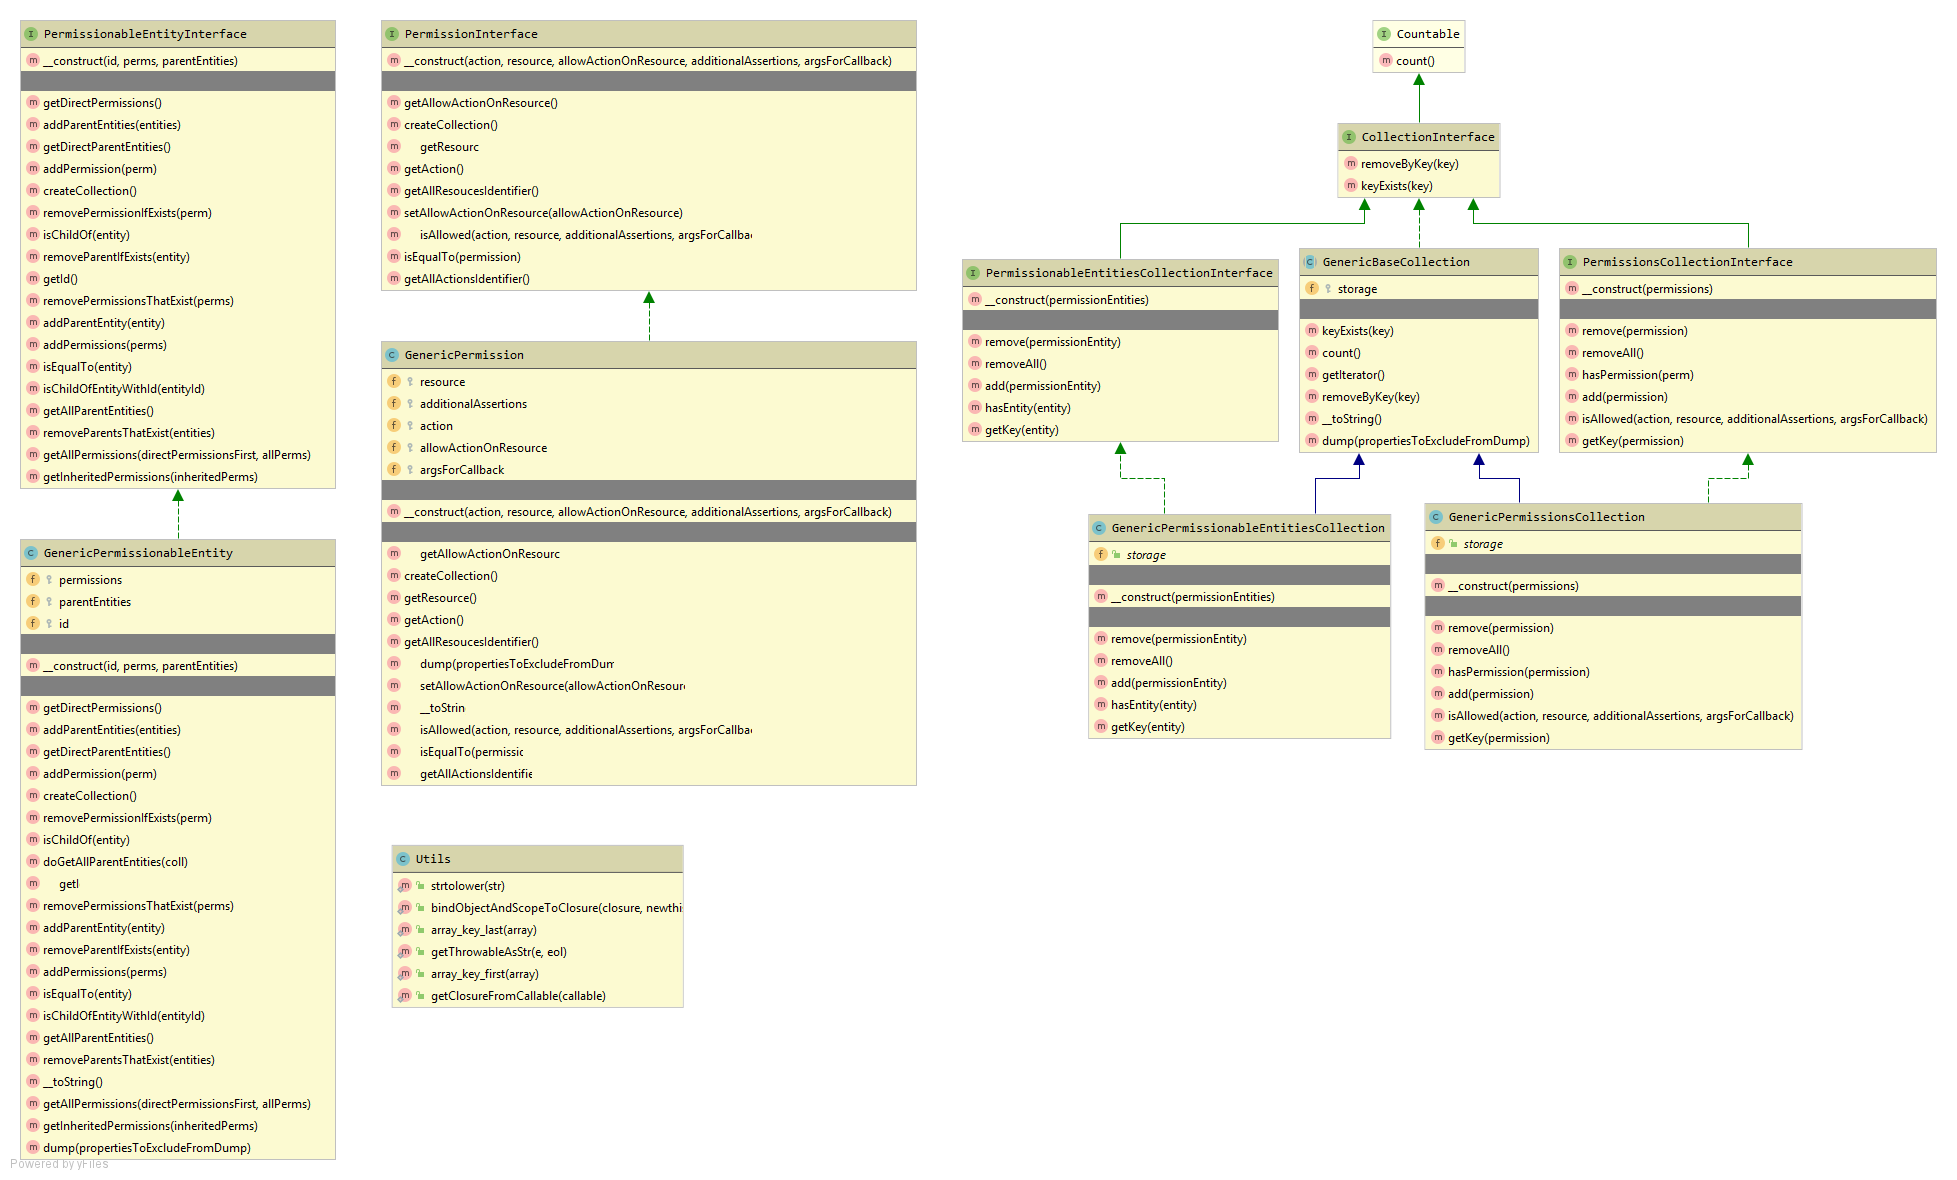 PermissionableEntityInterface
__construct(id, perms, parentEntities)
getDirectPermissions()
addParentEntities(entities)
getDirectParentEntities()
addPermission(perm)
createCollection()
removePermissionIfExists(perm)
isChildOf(entity)
removeParentIfExists(entity)
getId()
removePermissionsThatExist(perms)
addParentEntity(entity)
addPermissions(perms)
isEqualTo(entity)
isChildOfEntityWithId(entityId)
getAllParentEntities()
removeParentsThatExist(entities)
getAllPermissions(directPermissionsFirst, allPerms)
getInheritedPermissions(inheritedPerms)
GenericPermissionableEntity
permissions
parentEntities
id
__construct(id, perms, parentEntities)
getDirectPermissions()
addParentEntities(entities)
getDirectParentEntities()
addPermission(perm)
createCollection()
removePermissionIfExists(perm)
isChildOf(entity)
doGetAllParentEntities(coll)
getI
removePermissionsThatExist(perms)
addParentEntity(entity)
removeParentIfExists(entity)
addPermissions(perms)
isEqualTo(entity)
isChildOfEntityWithId(entityId)
getAllParentEntities()
removeParentsThatExist(entities)
__toString()
getAllPermissions(directPermissionsFirst, allPerms)
getInheritedPermissions(inheritedPerms)
dump(propertiesToExcludeFromDump)
Powered by yFiles
PermissionInterface
__construct(action, resource, allowActionOnResource, additionalAssertions, argsForCallback)
getAllowActionOnResource()
createCollection()
getResourc
getAction()
getAllResoucesIdentifier()
setAllowActionOnResource(allowActionOnResource)
isAllowed(action, resource, additionalAssertions, argsForCallba
isEqualTo(permission)
getAllActionsIdentifier()
GenericPermission
resource
additionalAssertions
action
allowActionOnResource
argsForCallback
__construct(action, resource, allowActionOnResource, additionalAssertions, argsForCallback)
getAllowActionOnResourc
createCollection()
getResource()
getAction()
getAllResoucesIdentifier()
dump(propertiesToExcludeFromDum
setAllowActionOnResource(allowActionOnResour
__toStrin
isAllowed(action, resource, additionalAssertions, argsForCallba
isEqualTo(permissic
getAllActionsIdentifie
Utils
strtolower(str)
bindObjectAndScopeToClosure(closure, newthi
array_key_last(array)
getThrowableAsStr(e, eol)
array_key_first(array)
getClosureFromCallable(callable)
Countable
count()
CollectionInterface
removeByKey(key)
keyExists(key)
PermissionableEntitiesCollectionInterface
__construct(permissionEntities)
remove(permissionEntity)
removeAll()
add(permissionEntity)
hasEntity(entity)
getKey(entity)
GenericBaseCollection
storage
keyExists(key)
count()
getIterator()
removeByKey(key)
__toString()
dump(propertiesToExcludeFromDump)
PermissionsCollectionInterface
__construct(permissions)
remove(permission)
removeAll()
hasPermission(perm)
add(permission)
isAllowed(action, resource, additionalAssertions, argsForCallback)
getKey(permission)
GenericPermissionableEntitiesCollection
storage
__construct(permissionEntities)
remove(permissionEntity)
removeAll()
add(permissionEntity)
hasEntity(entity)
getKey(entity)
GenericPermissionsCollection
storage
__construct(permissions)
remove(permission)
removeAll()
hasPermission(permission)
add(permission)
isAllowed(action, resource, additionalAssertions, argsForCallback)
getKey(permission)